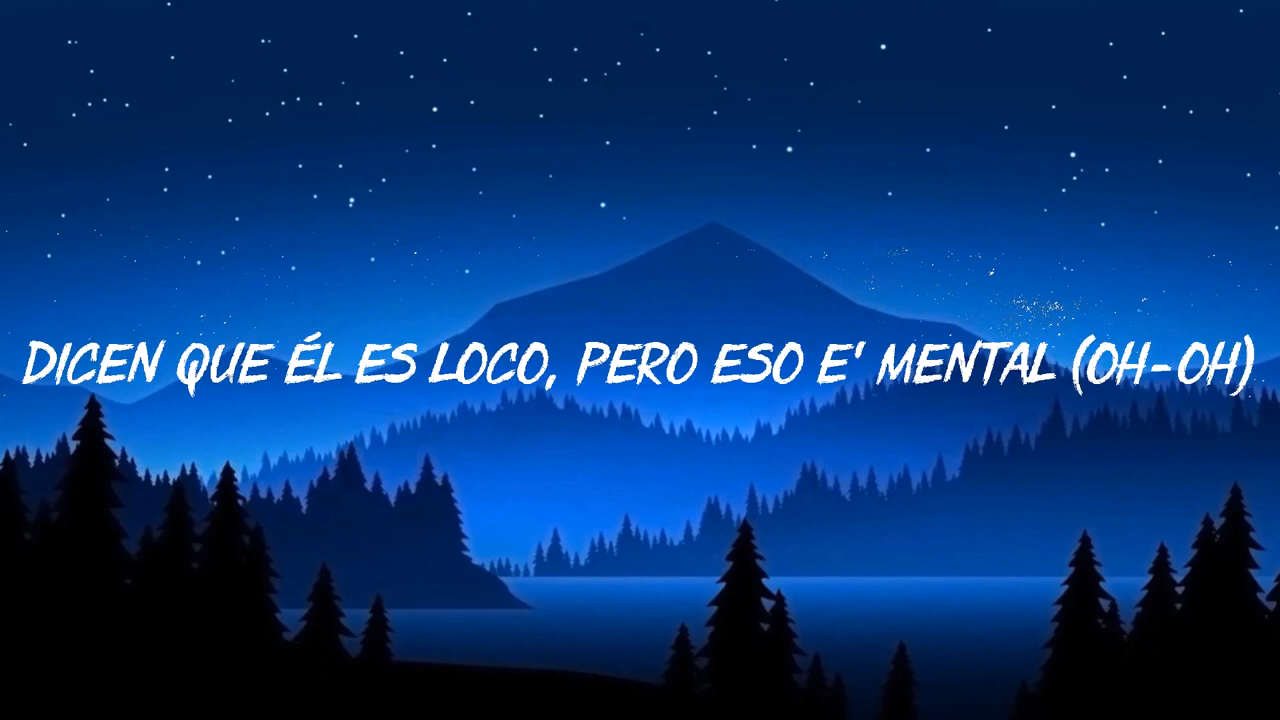 DICEN QUE ÉL ES LOCO, PERO ESO E' MENTAL (OH-OH)